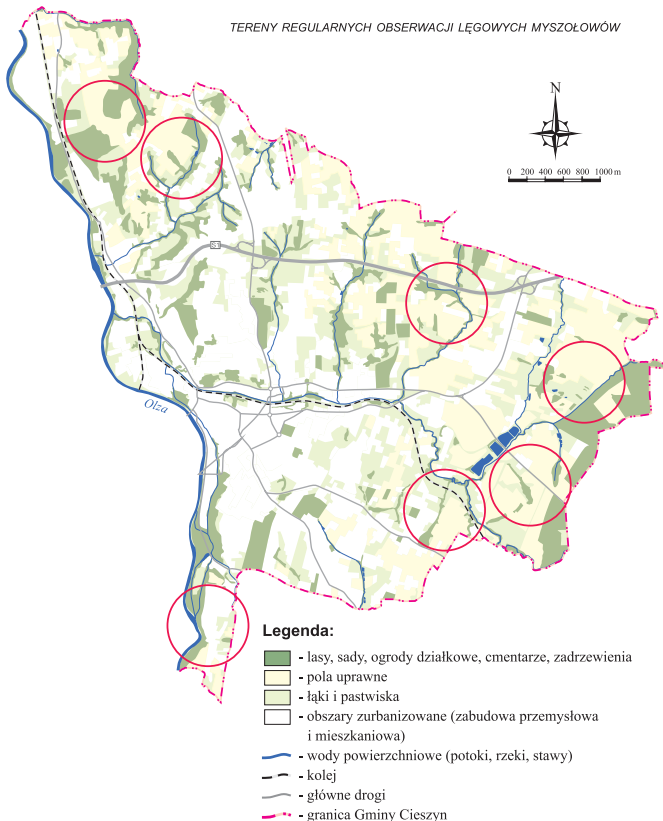 TERENY REGULARNYCH OBSERWACJI LĘGOWYCH MYSZOŁOWÓW
N
0 200 400 600 800 1000 m
S1
Olza
Legenda:
- lasy, sady, ogrody działkowe, cmentarze, zadrzewienia
- pola uprawne
- łąki i pastwiska
- obszary zurbanizowane (zabudowa przemysłowa
i mieszkaniowa)
- wody powierzchniowe (potoki, rzeki, stawy)
- kolej
- główne drogi
- granica Gminy Cieszyn